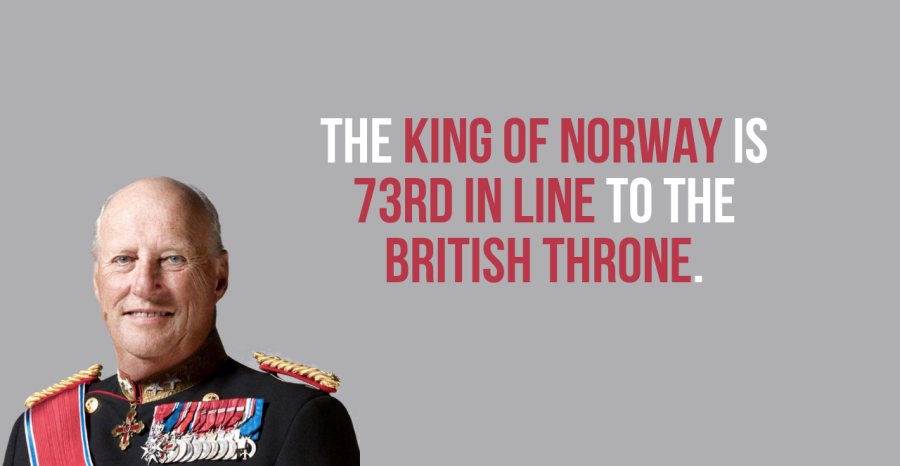 THE KING OF NORWAY IS
73RD IN LINE TO THE
BRITISH THRONE.